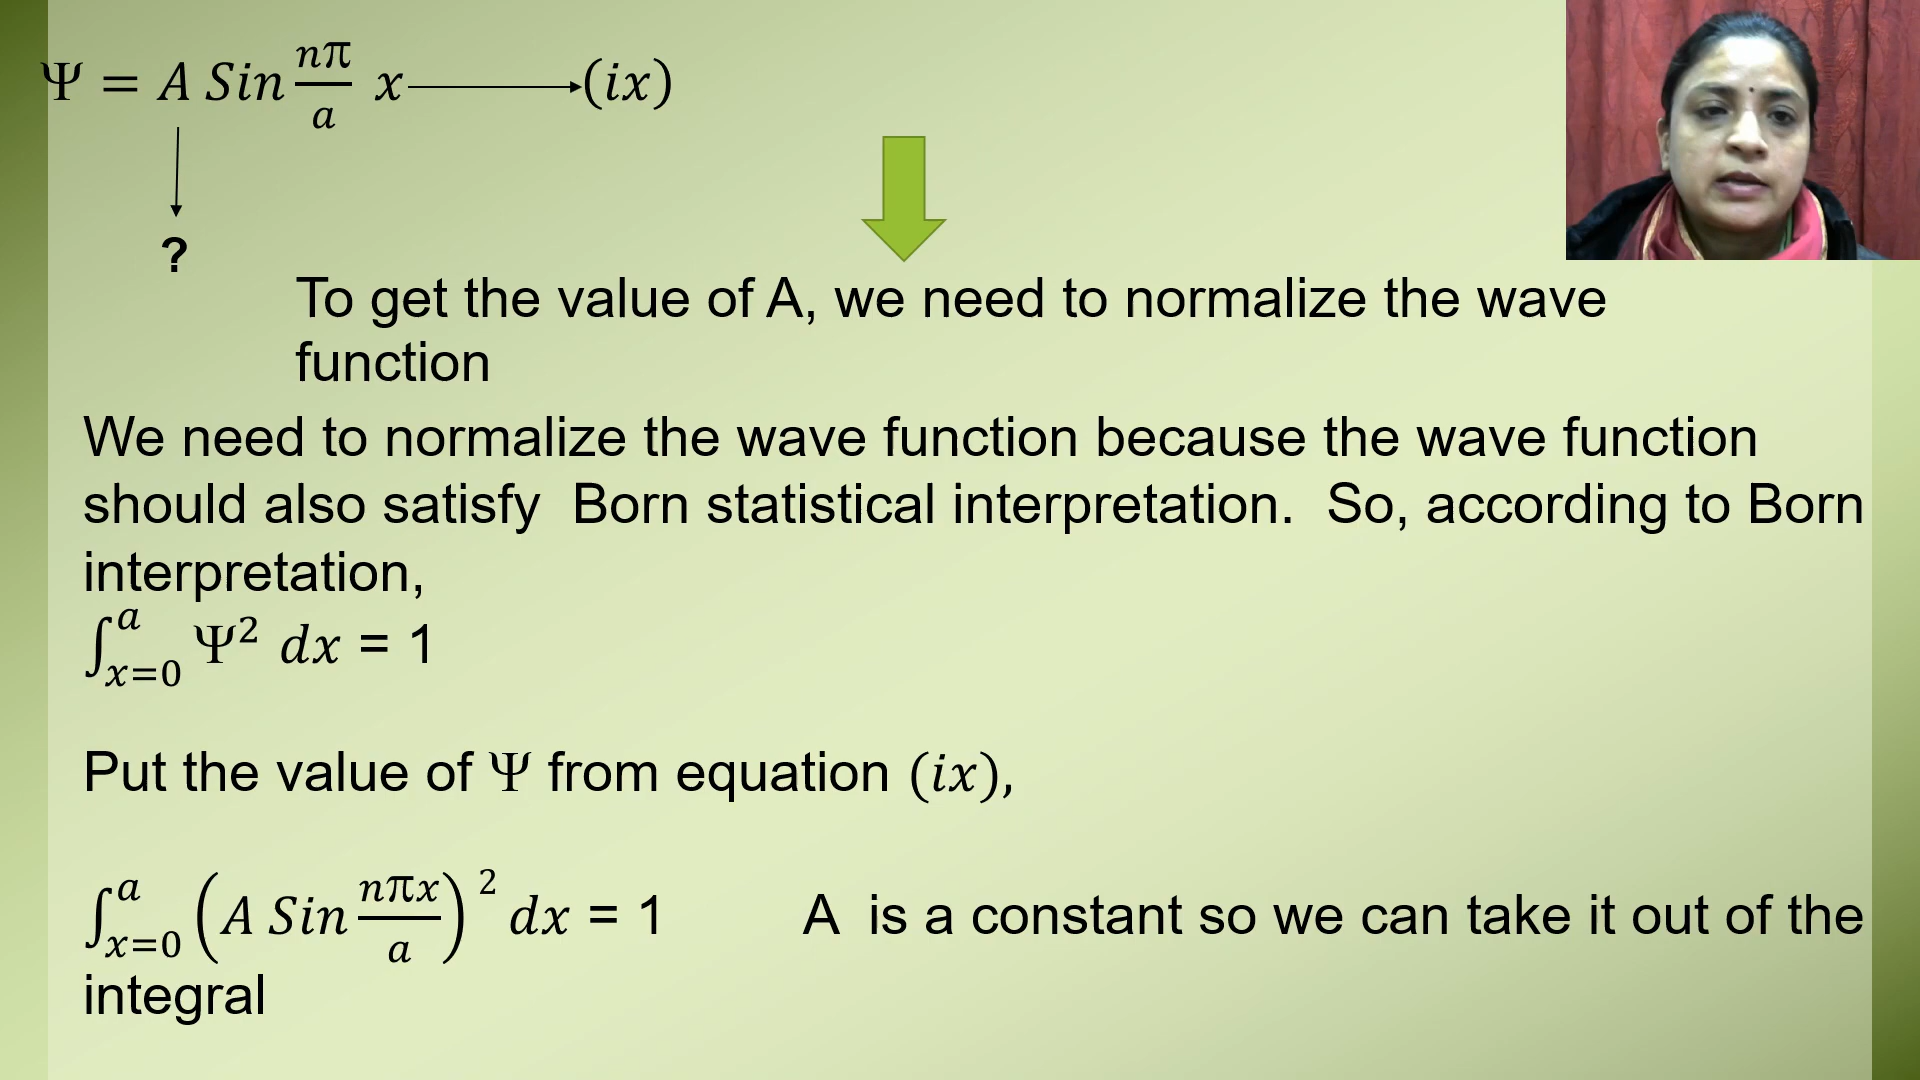 Ψ = A Sin nπ/a x ⟶ (ix)
?
To get the value of A, we need to normalize the wave
function
We need to normalize the wave function because the wave function
should also satisfy Born statistical interpretation. So, according to Born
interpretation,
∫_{x=0}^{a} Ψ² dx = 1
Put the value of Ψ from equation (ix),
∫_{x=0}^{a} (A Sin nπx/a)² dx = 1 A is a constant so we can take it out of the
integral